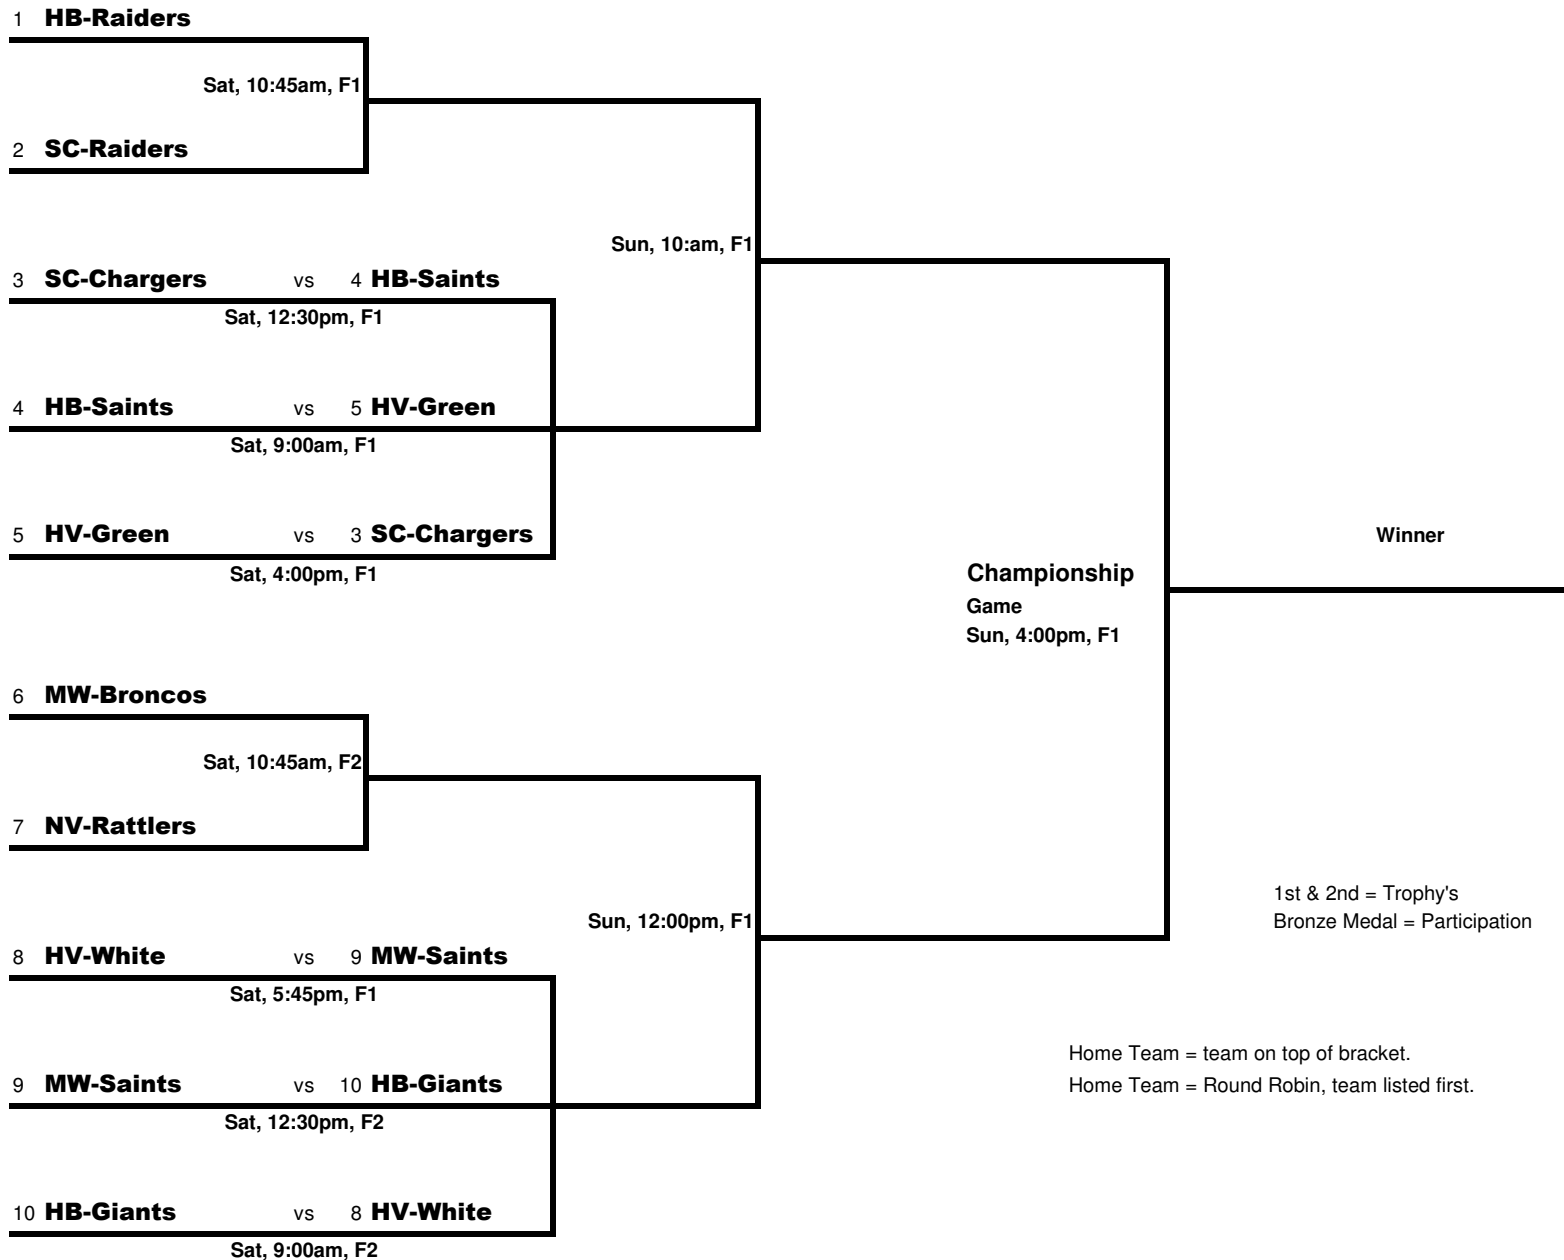 1 HB-Raiders
Sat, 10:45am, F1
2 SC-Raiders
Sun, 10:am, F1
3 SC-Chargers vs 4 HB-Saints
Sat, 12:30pm, F1
4 HB-Saints vs 5 HV-Green
Sat, 9:00am, F1
5 HV-Green vs 3 SC-Chargers
Sat, 4:00pm, F1
Winner
Championship
Game
Sun, 4:00pm, F1
6 MW-Broncos
Sat, 10:45am, F2
7 NV-Rattlers
1st & 2nd = Trophy's
Bronze Medal = Participation
Sun, 12:00pm, F1
8 HV-White vs 9 MW-Saints
Sat, 5:45pm, F1
Home Team = team on top of bracket.
Home Team = Round Robin, team listed first.
9 MW-Saints vs 10 HB-Giants
Sat, 12:30pm, F2
10 HB-Giants vs 8 HV-White
Sat, 9:00am, F2